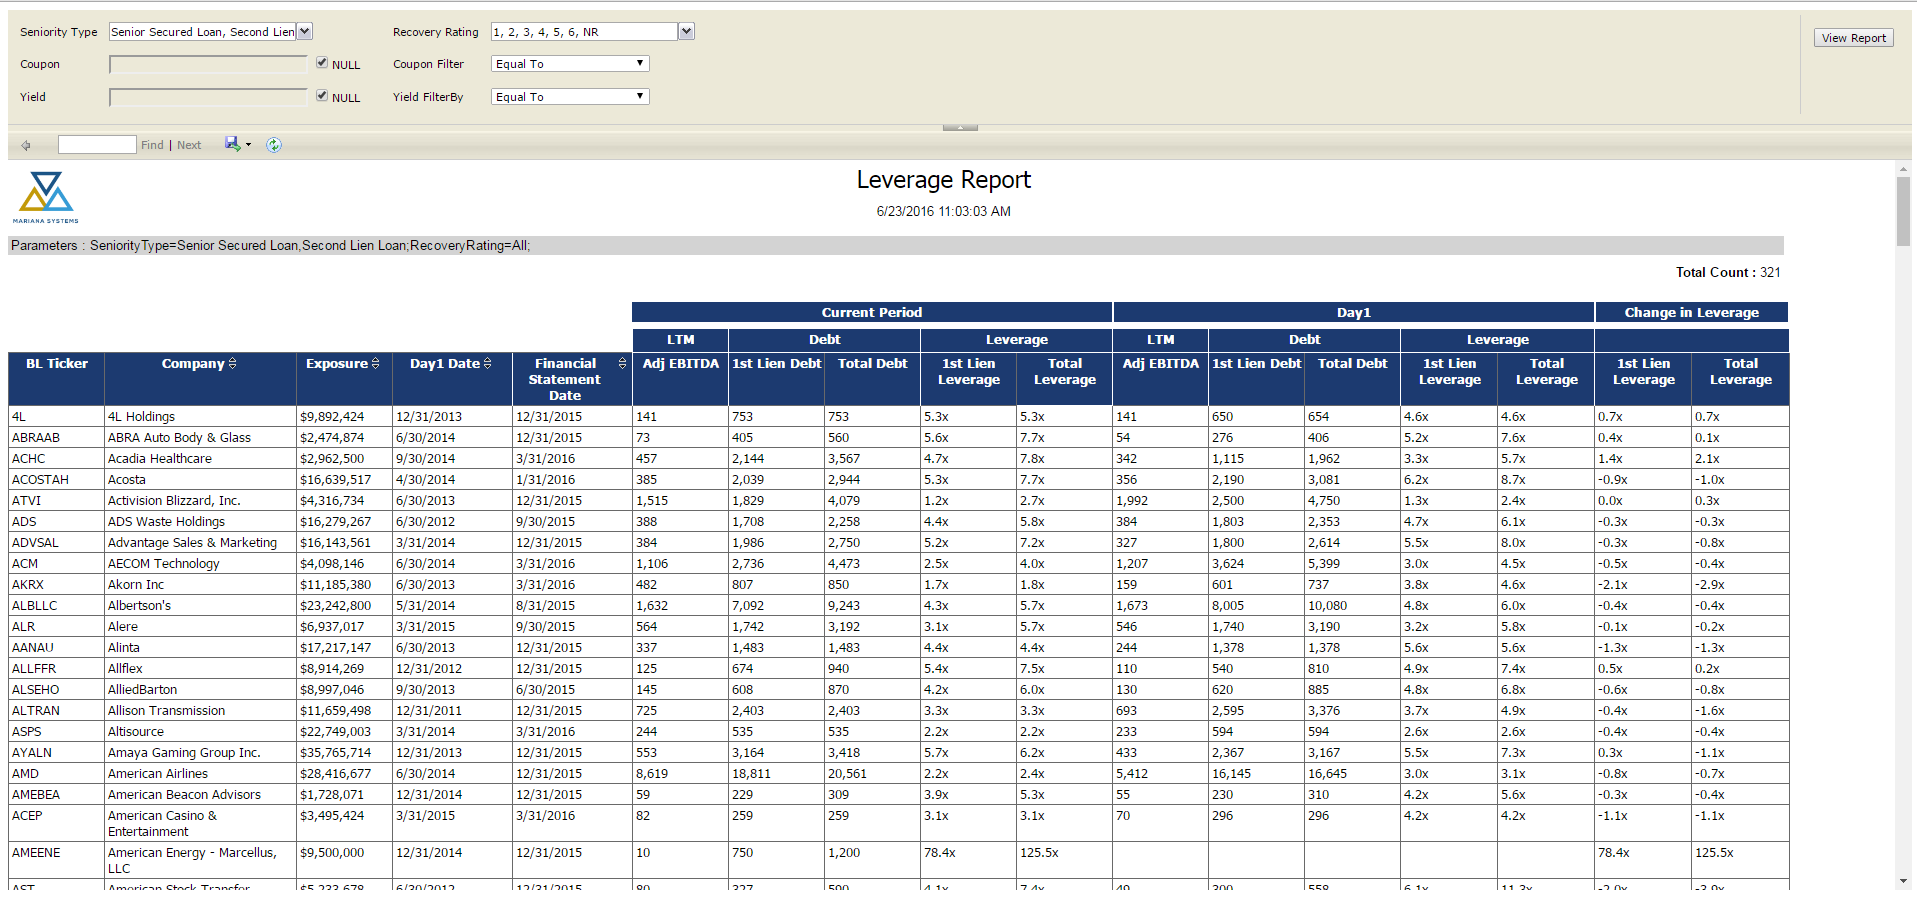 Seniority Type Senior Secured Loan, Second Lien Recovery Rating 1, 2, 3, 4, 5, 6, NR View Report
Coupon NULL Coupon Filter Equal To
Yield NULL Yield FilterBy Equal To
Find | Next
MARIANA SYSTEMS
Leverage Report
6/23/2016 11:03:03 AM
Parameters : SeniorityType=Senior Secured Loan,Second Lien Loan;RecoveryRating=All;
Total Count : 321
Current Period Day1 Change in Leverage
LTM Debt Leverage LTM Debt Leverage
BL Ticker Company Exposure Day1 Date Financial Statement Date Adj EBITDA 1st Lien Debt Total Debt 1st Lien Leverage Total Leverage Adj EBITDA 1st Lien Debt Total Debt 1st Lien Leverage Total Leverage 1st Lien Leverage Total Leverage
4L 4L Holdings $9,892,424 12/31/2013 12/31/2015 141 753 753 5.3x 5.3x 141 650 654 4.6x 4.6x 0.7x 0.7x
ABRAAB ABRA Auto Body & Glass $2,474,874 6/30/2014 12/31/2015 73 405 560 5.6x 7.7x 54 276 406 5.2x 7.6x 0.4x 0.1x
ACHC Acadia Healthcare $2,962,500 9/30/2014 3/31/2016 457 2,144 3,567 4.7x 7.8x 342 1,115 1,962 3.3x 5.7x 1.4x 2.1x
ACOSTAH Acosta $16,639,517 4/30/2014 1/31/2016 385 2,039 2,944 5.3x 7.7x 356 2,190 3,081 6.2x 8.7x -0.9x -1.0x
ATVI Activision Blizzard, Inc. $4,316,734 6/30/2013 12/31/2015 1,515 1,829 4,079 1.2x 2.7x 1,992 2,500 4,750 1.3x 2.4x 0.0x 0.3x
ADS ADS Waste Holdings $16,279,267 6/30/2012 9/30/2015 388 1,708 2,258 4.4x 5.8x 384 1,803 2,353 4.7x 6.1x -0.3x -0.3x
ADVSAL Advantage Sales & Marketing $16,143,561 3/31/2014 12/31/2015 384 1,986 2,750 5.2x 7.2x 327 1,800 2,614 5.5x 8.0x -0.3x -0.8x
ACM AECOM Technology $4,098,146 6/30/2014 3/31/2016 1,106 2,736 4,473 2.5x 4.0x 1,207 3,624 5,399 3.0x 4.5x -0.5x -0.4x
AKRX Akorn Inc $11,185,380 6/30/2013 3/31/2016 482 807 850 1.7x 1.8x 159 601 737 3.8x 4.6x -2.1x -2.9x
ALBLLC Albertson's $23,242,800 5/31/2014 8/31/2015 1,632 7,092 9,243 4.3x 5.7x 1,673 8,005 10,080 4.8x 6.0x -0.4x -0.4x
ALR Alere $6,937,017 3/31/2015 9/30/2015 564 1,742 3,192 3.1x 5.7x 546 1,740 3,190 3.2x 5.8x -0.1x -0.2x
AANAU Alinta $17,217,147 6/30/2013 12/31/2015 337 1,483 1,483 4.4x 4.4x 244 1,378 1,378 5.6x 5.6x -1.3x -1.3x
ALLFFR Allflex $8,914,269 12/31/2012 12/31/2015 125 674 940 5.4x 7.5x 110 540 810 4.9x 7.4x 0.5x 0.2x
ALSEHO AlliedBarton $8,997,046 9/30/2013 6/30/2015 145 608 870 4.2x 6.0x 130 620 885 4.8x 6.8x -0.6x -0.8x
ALTRAN Allison Transmission $11,659,498 12/31/2011 12/31/2015 725 2,403 2,403 3.3x 3.3x 693 2,595 3,376 3.7x 4.9x -0.4x -1.6x
ASPS Altisource $22,749,003 3/31/2014 3/31/2016 244 535 535 2.2x 2.2x 233 594 594 2.6x 2.6x -0.4x -0.4x
AYALN Amaya Gaming Group Inc. $35,765,714 12/31/2013 12/31/2015 553 3,164 3,418 5.7x 6.2x 433 2,367 3,167 5.5x 7.3x 0.3x -1.1x
AMD American Airlines $28,416,677 6/30/2014 12/31/2015 8,619 18,811 20,561 2.2x 2.4x 5,412 16,145 16,645 3.0x 3.1x -0.8x -0.7x
AMEBEA American Beacon Advisors $1,728,071 12/31/2014 12/31/2015 59 229 309 3.9x 5.3x 55 230 310 4.2x 5.6x -0.3x -0.4x
ACEP American Casino & Entertainment $3,495,424 3/31/2015 3/31/2016 82 259 259 3.1x 3.1x 70 296 296 4.2x 4.2x -1.1x -1.1x
AMEENE American Energy - Marcellus, LLC $9,500,000 12/31/2014 12/31/2015 10 750 1,200 78.4x 125.5x 78.4x 125.5x
AST American Stock Transfer $5,233,678 6/30/2012 12/31/2015 80 327 590 4.1x 7.4x 49 300 558 6.1x 11.3x -2.0x -3.9x